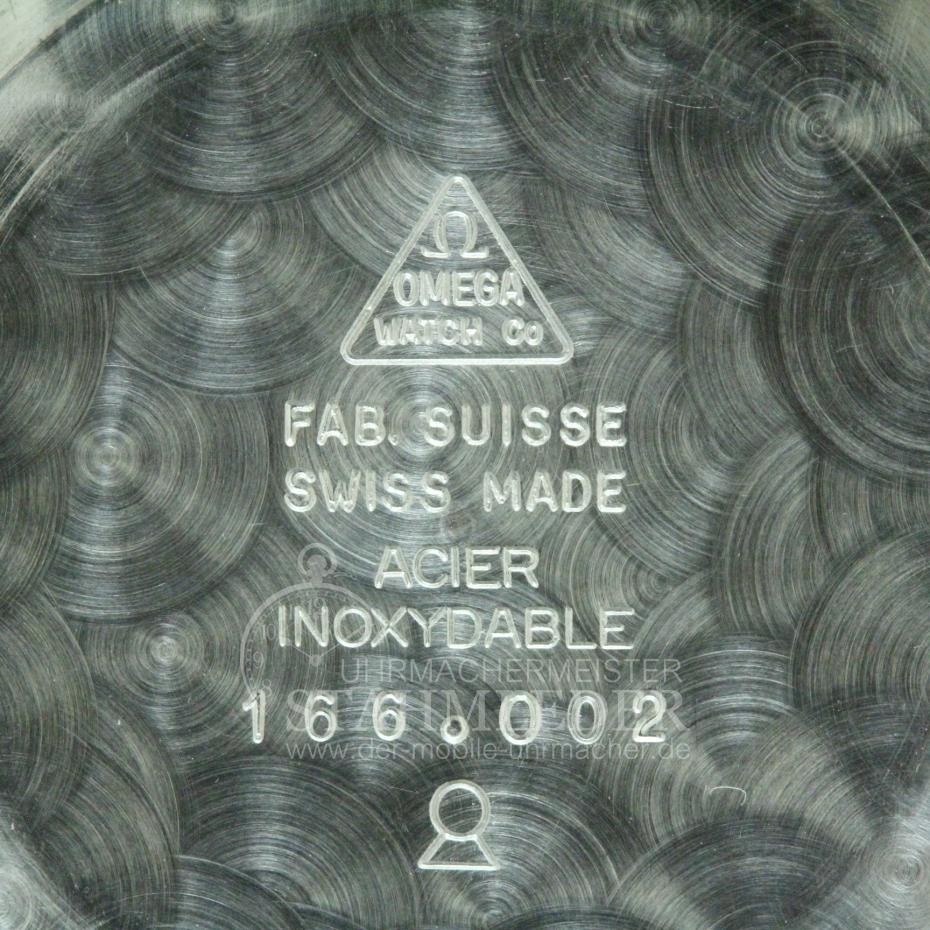 Ω
OMEGA
WATCH Co
FAB. SUISSE
SWISS MADE
ACIER
INOXYDABLE
UHRMACHERMEISTER
166.002
www.der-mobile-uhrmacher.de